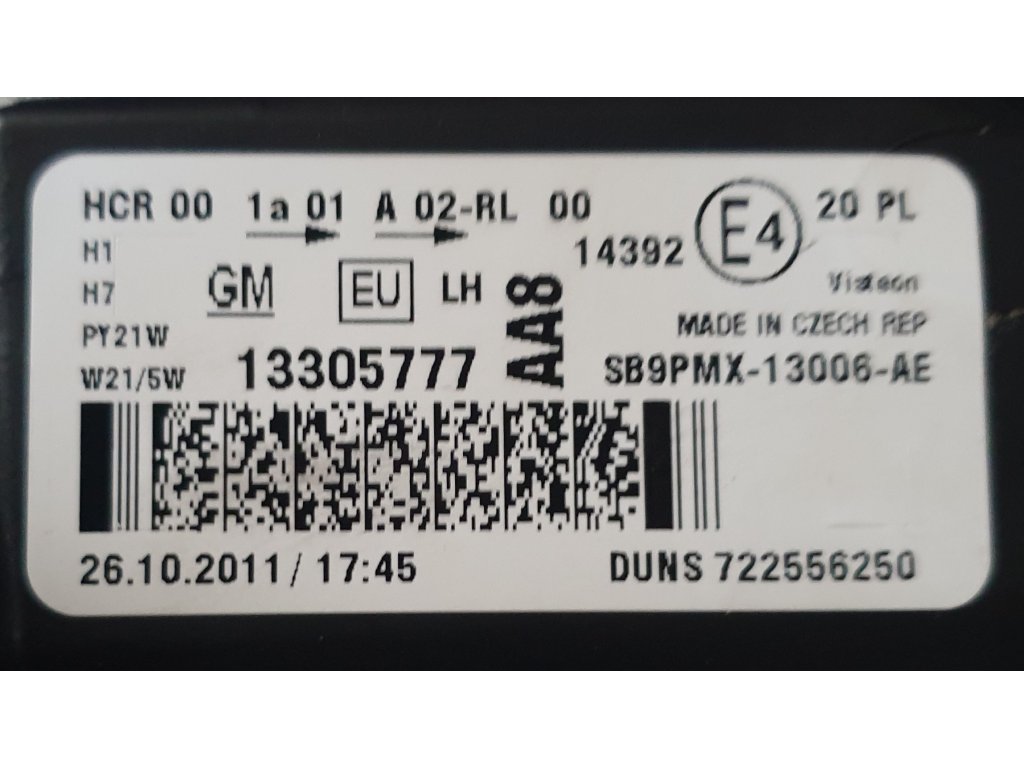 HCR 00 1a 01 A 02-RL 00
E4
20 PL
14392
H1
H7
PY21W
W21/5W
GM
EU
LH
AA8
Visteon
MADE IN CZECH REP
13305777
SB9PMX-13006-AE
26.10.2011/ 17:45
DUNS 722556250